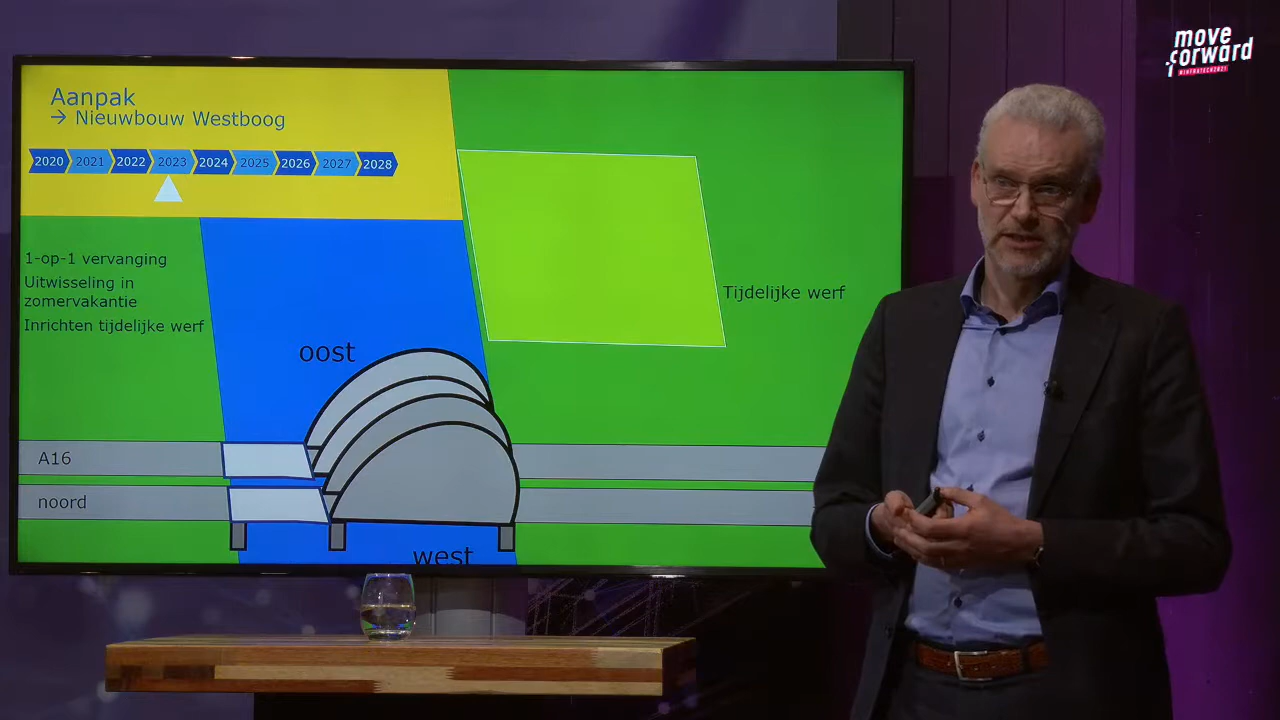 move
forward
#INFRATECH2021
Aanpak
→ Nieuwbouw Westboog
2020 2021 2022 2023 2024 2025 2026 2027 2028
1-op-1 vervanging
Uitwisseling in
zomervakantie
Inrichten tijdelijke werf
Tijdelijke werf
oost
A16
noord
west